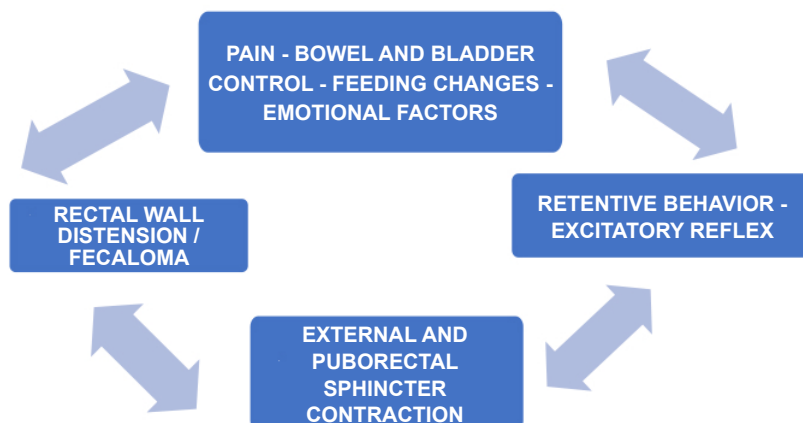 PAIN - BOWEL AND BLADDER
CONTROL - FEEDING CHANGES -
EMOTIONAL FACTORS
RECTAL WALL
DISTENSION /
FECALOMA
RETENTIVE BEHAVIOR -
EXCITATORY REFLEX
EXTERNAL AND
PUBORECTAL
SPHINCTER
CONTRACTION